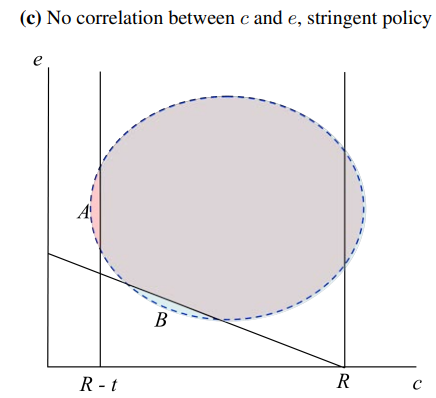 (c) No correlation between c and e, stringent policy
e
A
B
R - t
R
c